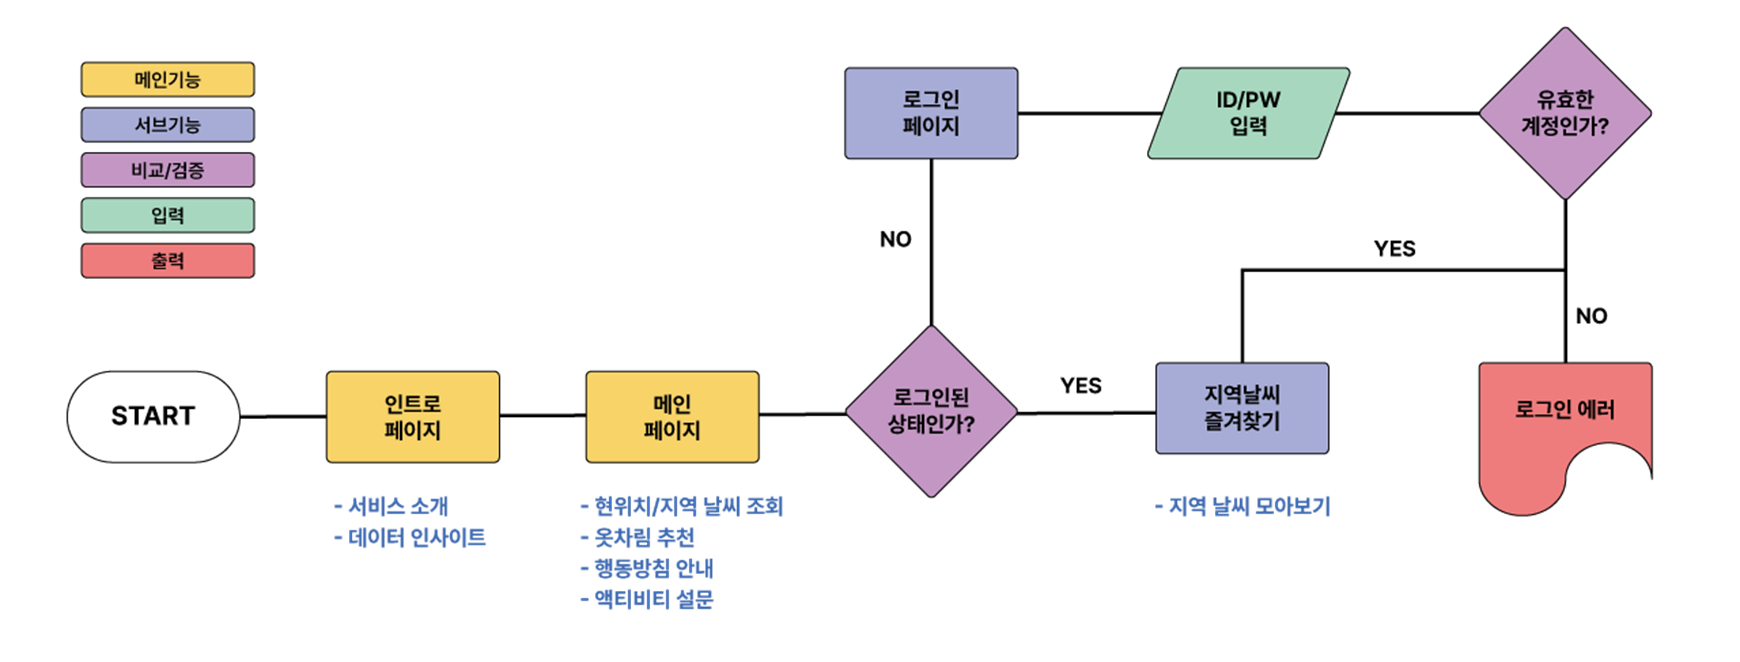 메인기능
서브기능
비교/검증
입력
출력
로그인
페이지
ID/PW
입력
유효한
계정인가?
NO
YES
NO
START
인트로
페이지
메인
페이지
로그인된
상태인가?
YES
지역날씨
즐겨찾기
로그인 에러
- 서비스 소개
- 데이터 인사이트
- 현위치/지역 날씨 조회
- 옷차림 추천
- 행동방침 안내
- 액티비티 설문
- 지역 날씨 모아보기